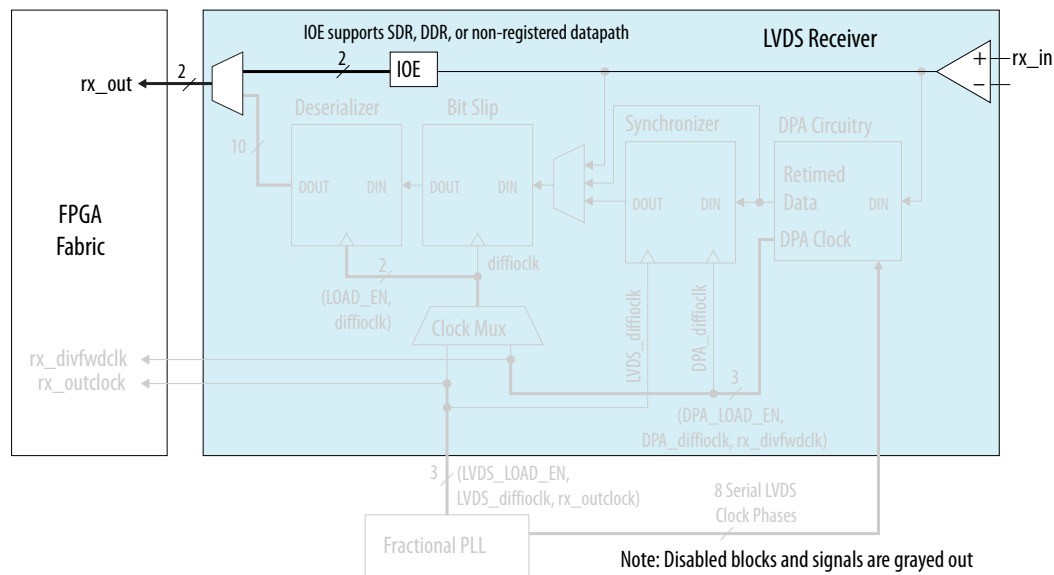 IOE supports SDR, DDR, or non-registered datapath
LVDS Receiver
rx_in
+
–
2
IOE
rx_out
2
Deserializer
Bit Slip
Synchronizer
DPA Circuitry
10
DOUT
DIN
DOUT
DIN
DOUT
DIN
Retimed
Data
DIN
DPA Clock
FPGA
Fabric
2
(LOAD_EN,
diffioclk)
diffioclk
LVDS_diffioclk
DPA_diffioclk
Clock Mux
rx_divfwdclk
rx_outclock
3
(DPA_LOAD_EN,
DPA_diffioclk, rx_divfwdclk)
3
(LVDS_LOAD_EN,
LVDS_diffioclk, rx_outclock)
8 Serial LVDS
Clock Phases
Fractional PLL
Note: Disabled blocks and signals are grayed out